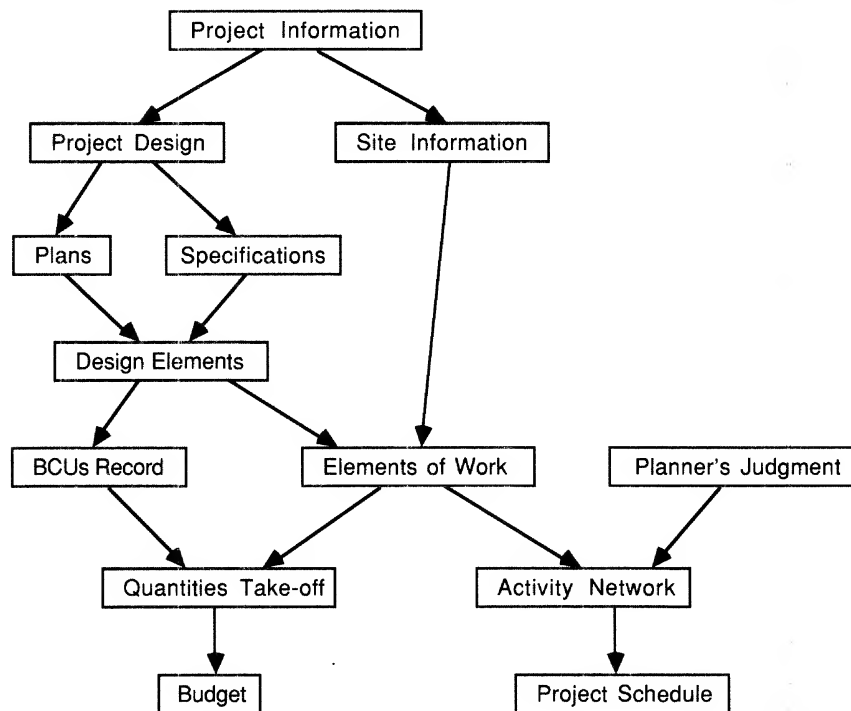 Project Information
Project Design
Site Information
Plans
Specifications
Design Elements
BCUs Record
Elements of Work
Planner's Judgment
Quantities Take-off
Activity Network
Budget
Project Schedule